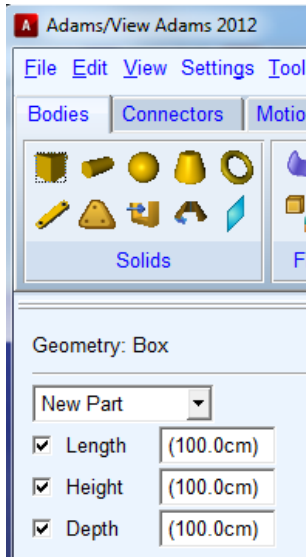 Adams/View Adams 2012
File Edit View Settings Tool
Bodies Connectors Motio
Solids F
Geometry: Box
New Part
Length (100.0cm)
Height (100.0cm)
Depth (100.0cm)